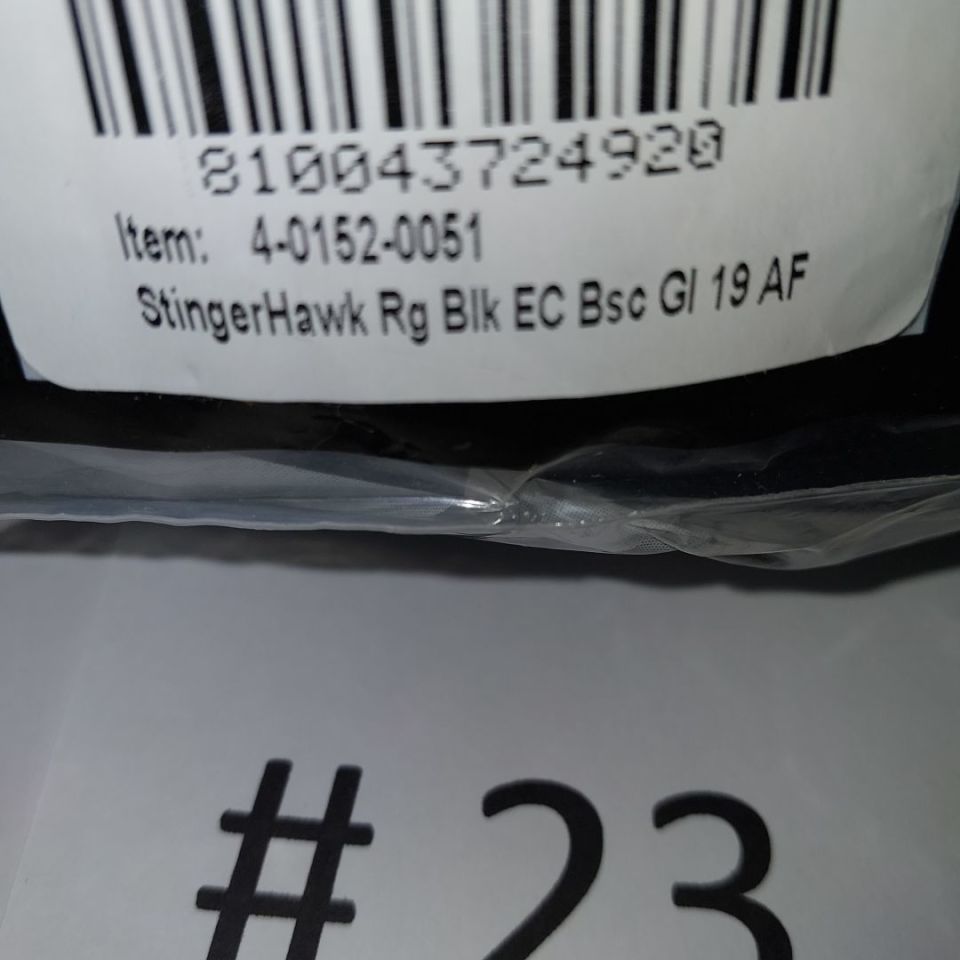 810043724920
Item: 4-0152-0051
StingerHawk Rg Blk EC Bsc Gl 19 AF
# 23